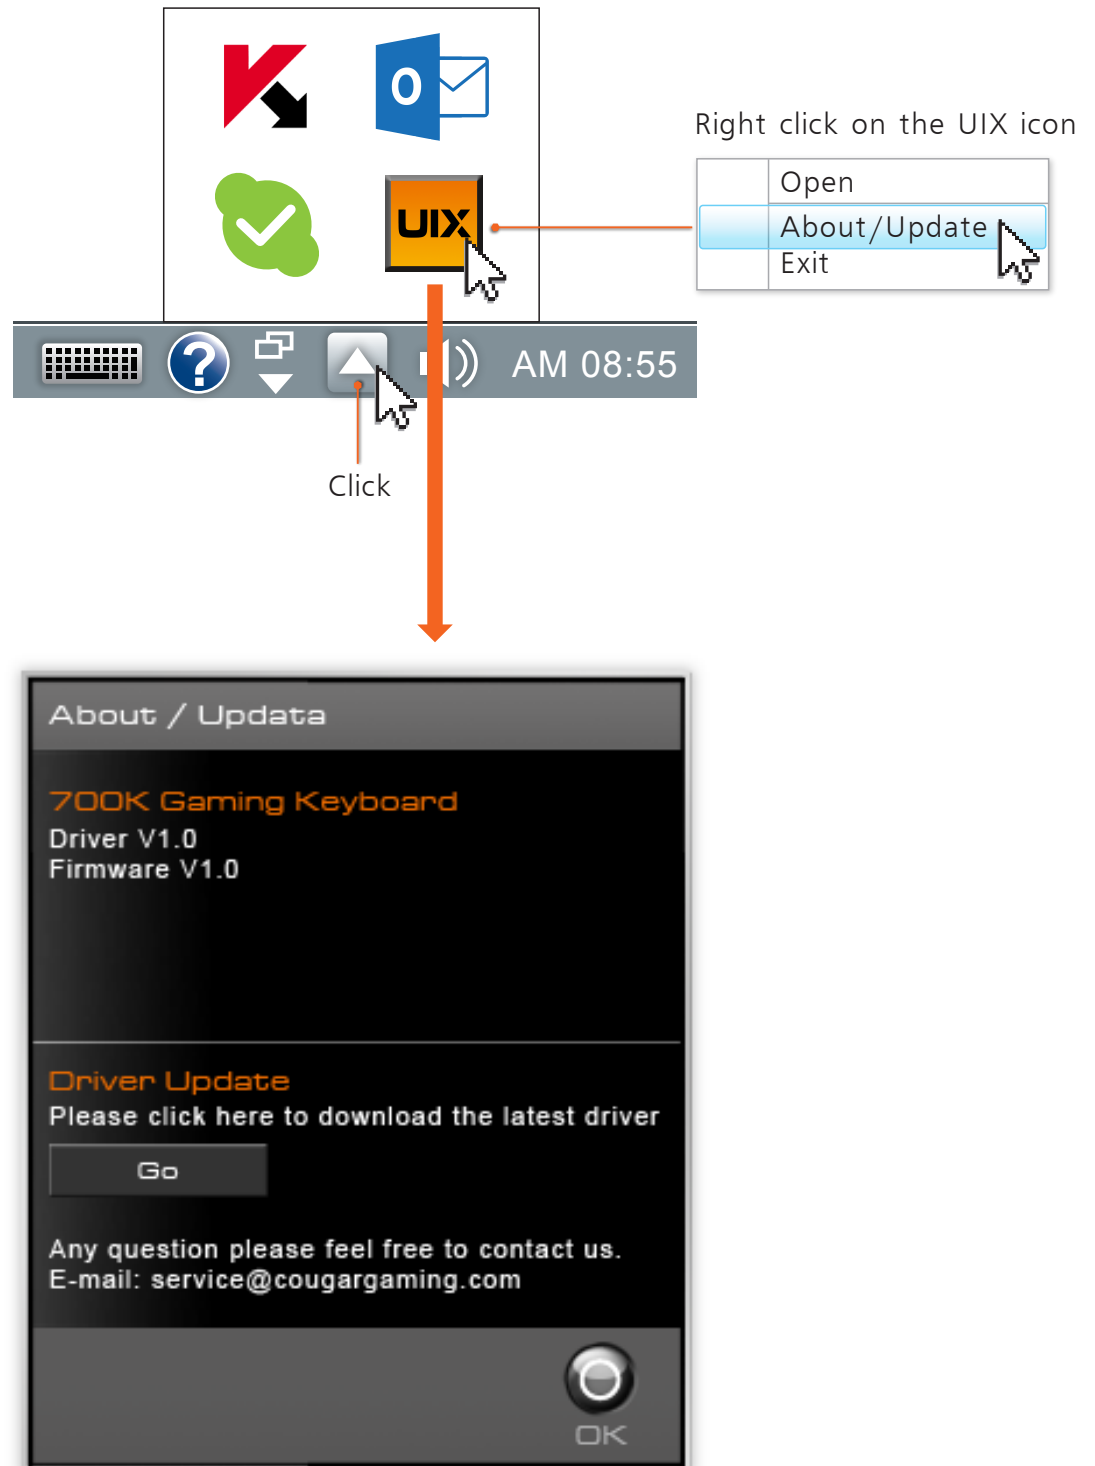 O
Right click on the UIX icon
Open
UIX
About/Update
Exit
?
AM 08:55
Click
About / Updata
700K Gaming Keyboard
Driver V1.0
Firmware V1.0
Driver Update
Please click here to download the latest driver
Go
Any question please feel free to contact us.
E-mail: service@cougargaming.com
OK